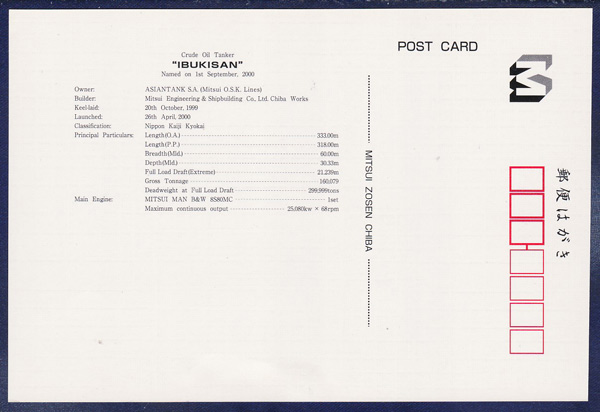 Crude Oil Tanker
"IBUKISAN"
Named on 1st September, 2000
Owner: ASIANTANK S.A. (Mitsui O.S.K. Lines)
Builder: Mitsui Engineering & Shipbuilding Co., Ltd. Chiba Works
Keel-laid: 20th October, 1999
Launched: 26th April, 2000
Classification: Nippon Kaiji Kyokai
Principal Particulars: Length(O.A.) 333.00m
Length(P.P.) 318.00m
Breadth(Mld.) 60.00m
Depth(Mld.) 30.33m
Full Load Draft(Extreme) 21,239m
Gross Tonnage 160,079
Deadweight at Full Load Draft 299,999tons
Main Engine: MITSUI MAN B&W 8S80MC 1set
Maximum continuous output 25,080kw × 68rpm
MITSUI ZOSEN CHIBA
POST CARD
M
郵便はがき